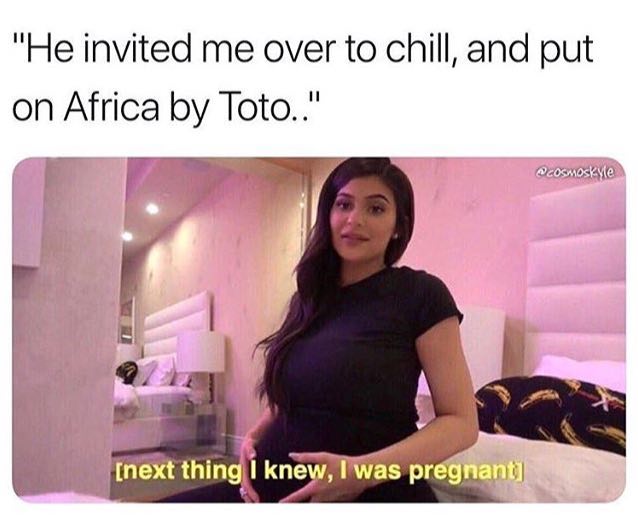 "He invited me over to chill, and put
on Africa by Toto.."
@cosmoskyle
[next thing I knew, I was pregnant]